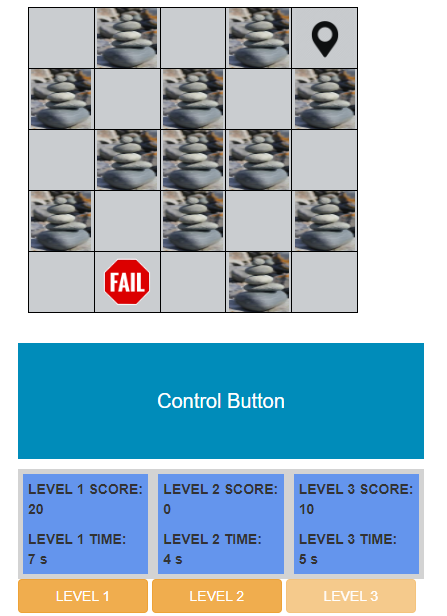 FAIL
Control Button
LEVEL 1 SCORE:
20
LEVEL 1 TIME:
7 s
LEVEL 2 SCORE:
0
LEVEL 2 TIME:
4 s
LEVEL 3 SCORE:
10
LEVEL 3 TIME:
5 s
LEVEL 1
LEVEL 2
LEVEL 3